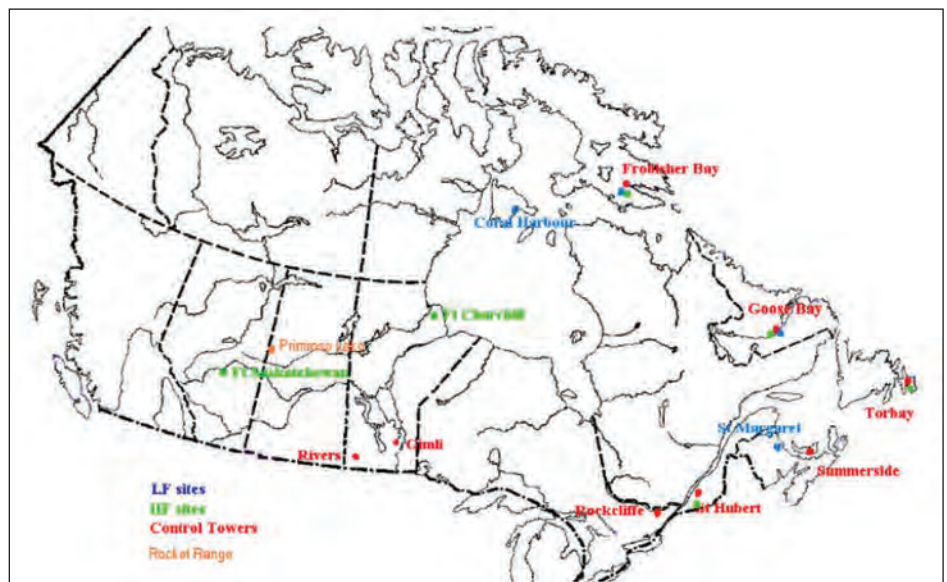 Frobisher Bay
Coral Harbour
Goose Bay
Ft Churchill
Primrose Lake
Ft Saskatchewan
Torbay
St Margaret
Gimli
Rivers
Summerside
LF sites
HF sites
Rockcliffe
St Hubert
Control Towers
Rocket Range